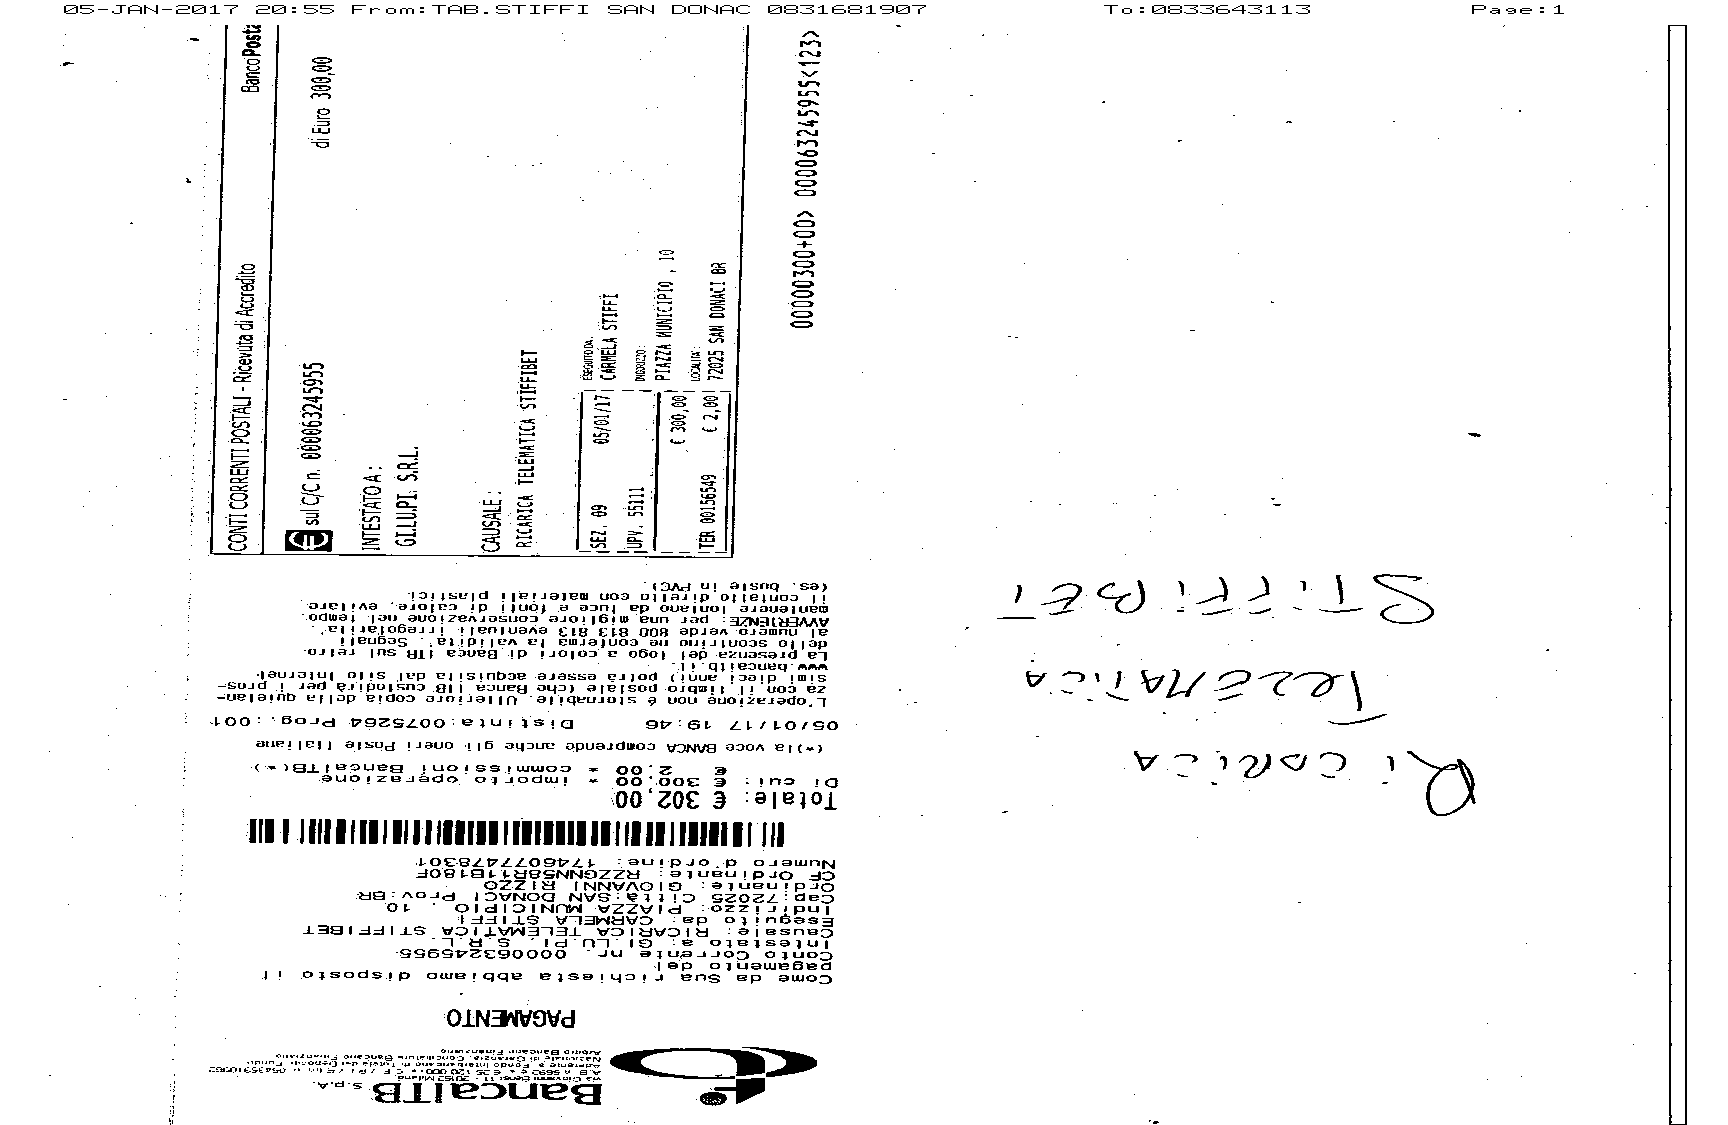 05-JAN-2017 20:55 From:TAB.STIFFI SAN DONAC 0831681907 To:0833643113 Page:1
CONTI CORRENTI POSTALI - Ricevuta di Accredito BancoPosta
sul C/C n. 000063245955 di Euro 300,00
INTESTATO A:
GI.LU.PI. S.R.L.
CAUSALE:
RICARICA TELEMATICA STIFFIBET
SEZ. 09 05/01/17
UPV. 55111
€ 300,00
TER 00156549 € 2,00
ESEGUITO DA:
CARMELA STIFFI
INDIRIZZO:
PIAZZA MUNICIPIO , 10
LOCALITA':
72025 SAN DONACI BR
0000300+00> 000063245955<123>
BancaITB s.p.A.
PAGAMENTO
Come da Sua richiesta abbiamo disposto il
pagamento del
Conto Corrente nr. 000063245955
Intestato a: GI.LU.PI. S.R.L.
Causale: RICARICA TELEMATICA STIFFIBET
Eseguito da: CARMELA STIFFI
Indirizzo: PIAZZA MUNICIPIO , 10
Cap:72025 Citta:SAN DONACI Prov:BR
Ordinante: GIOVANNI RIZZO
CF Ordinante: RZZGNN58R11B180F
Numero d'ordine: 1746077478301
Totale: € 302,00
Di cui: € 300,00 * importo operazione
€ 2,00 * commissioni BancaITB(*)
(*)la voce BANCA comprende anche gli oneri Poste Italiane
05/01/17 19:46 Distinta:0075264 Prog.:001
L'operazione non è stornabile. Ulteriore copia della quietan-
za con il timbro postale (che Banca ITB custodirà per i pros-
simi dieci anni) potrà essere acquisita dal sito Internet
www.bancaitb.it.
La presenza del logo a colori di Banca ITB sul retro
dello scontrino ne conferma la validità. Segnali
al numero verde 800 813 813 eventuali irregolarità.
AVVERTENZE: per una migliore conservazione nel tempo,
mantenere lontano da luce e fonti di calore, evitare
il contatto diretto con materiali plastici.
(es. buste in PVC).
RICARICA
TELEMATICA
STIFFIBET